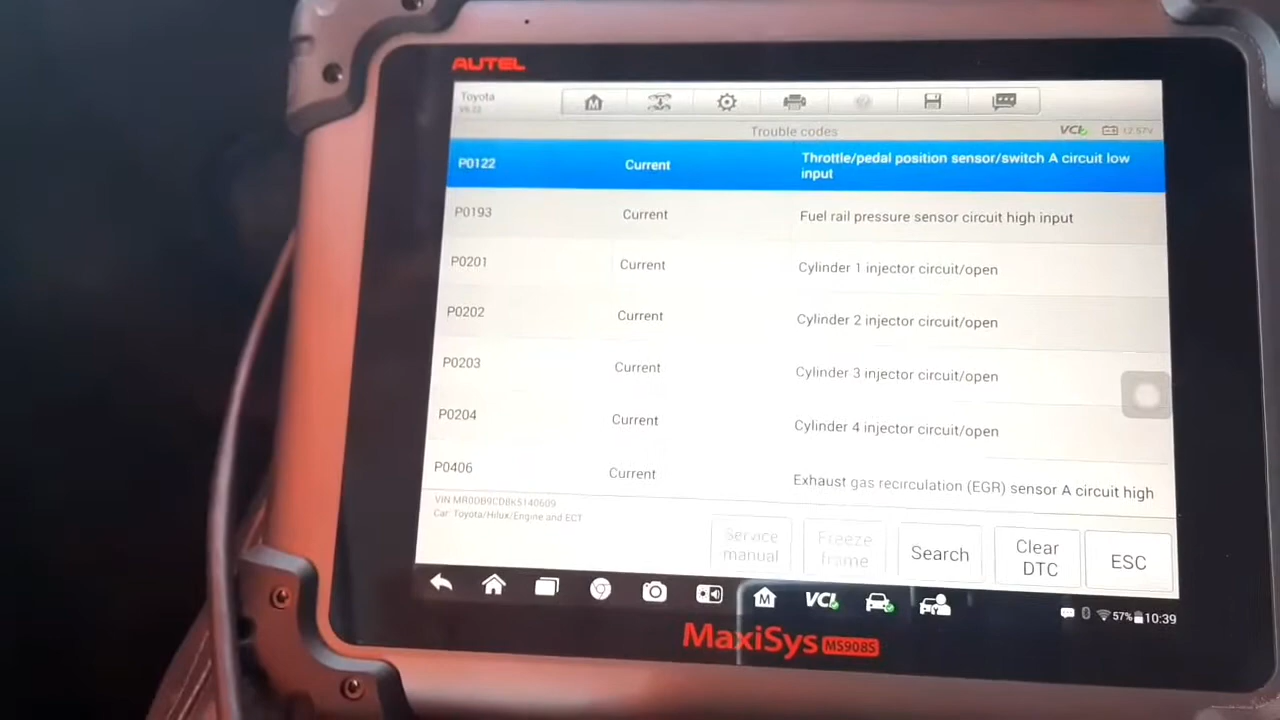 AUTEL
Toyota
Trouble codes
VCI 12.57V
P0122 Current Throttle/pedal position sensor/switch A circuit low
input
P0193 Current Fuel rail pressure sensor circuit high input
P0201 Current Cylinder 1 injector circuit/open
P0202 Current Cylinder 2 injector circuit/open
P0203 Current Cylinder 3 injector circuit/open
P0204 Current Cylinder 4 injector circuit/open
P0406 Current Exhaust gas recirculation (EGR) sensor A circuit high
VIN MR0DB9CDBK5140609
Car: Toyota/Hilux/Engine and ECT
Service
manual
Freeze
frame
Search
Clear
DTC
ESC
M
VCI
57% 10:39
MaxiSys MS908S